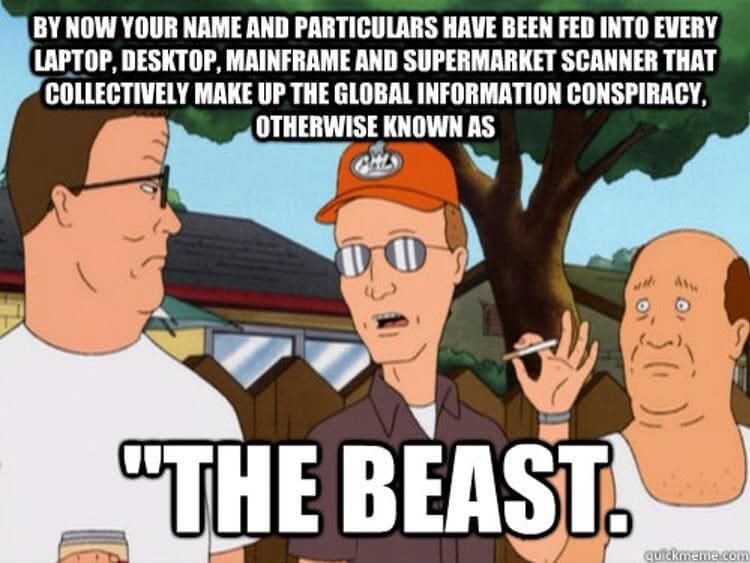 BY NOW YOUR NAME AND PARTICULARS HAVE BEEN FED INTO EVERY
LAPTOP, DESKTOP, MAINFRAME AND SUPERMARKET SCANNER THAT
COLLECTIVELY MAKE UP THE GLOBAL INFORMATION CONSPIRACY,
OTHERWISE KNOWN AS
"THE BEAST.
quickmeme.com